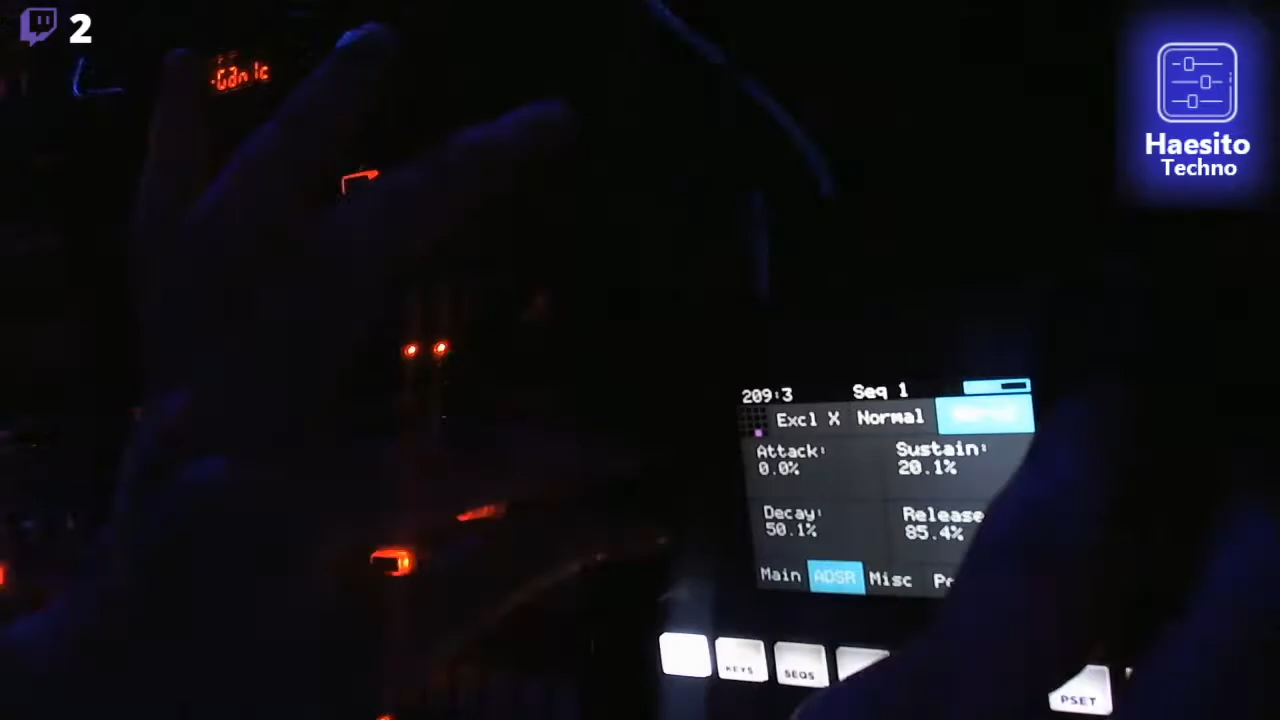 2
Haesito
Techno
209:3 Seq 1
Excl X Normal
Attack: Sustain:
0.0% 20.1%
Decay: Release
50.1% 85.4%
Main ADSR Misc
KEYS SEQS
PSET